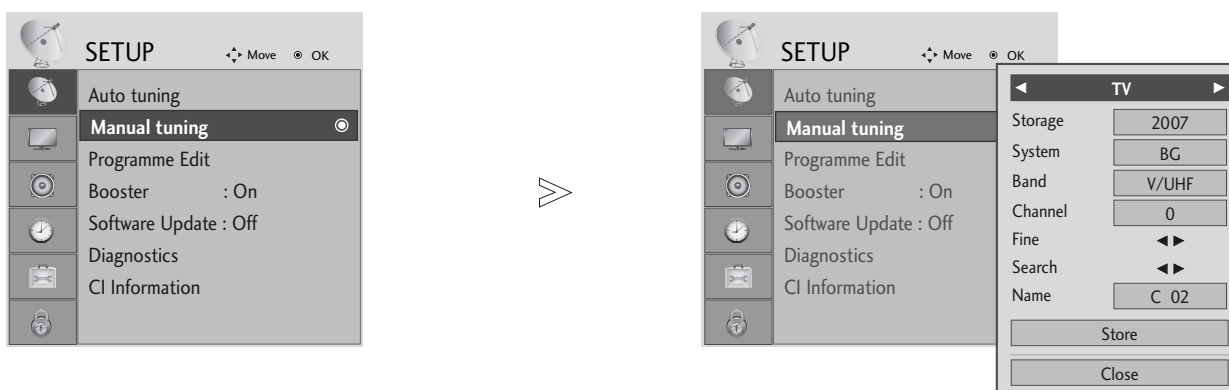 SETUP Move OK
Auto tuning
Manual tuning
Programme Edit
Booster : On
Software Update : Off
Diagnostics
CI Information
SETUP Move OK
Auto tuning
Manual tuning
Programme Edit
Booster : On
Software Update : Off
Diagnostics
CI Information
◀ TV ▶
Storage 2007
System BG
Band V/UHF
Channel 0
Fine ◀ ▶
Search ◀ ▶
Name C 02
Store
Close